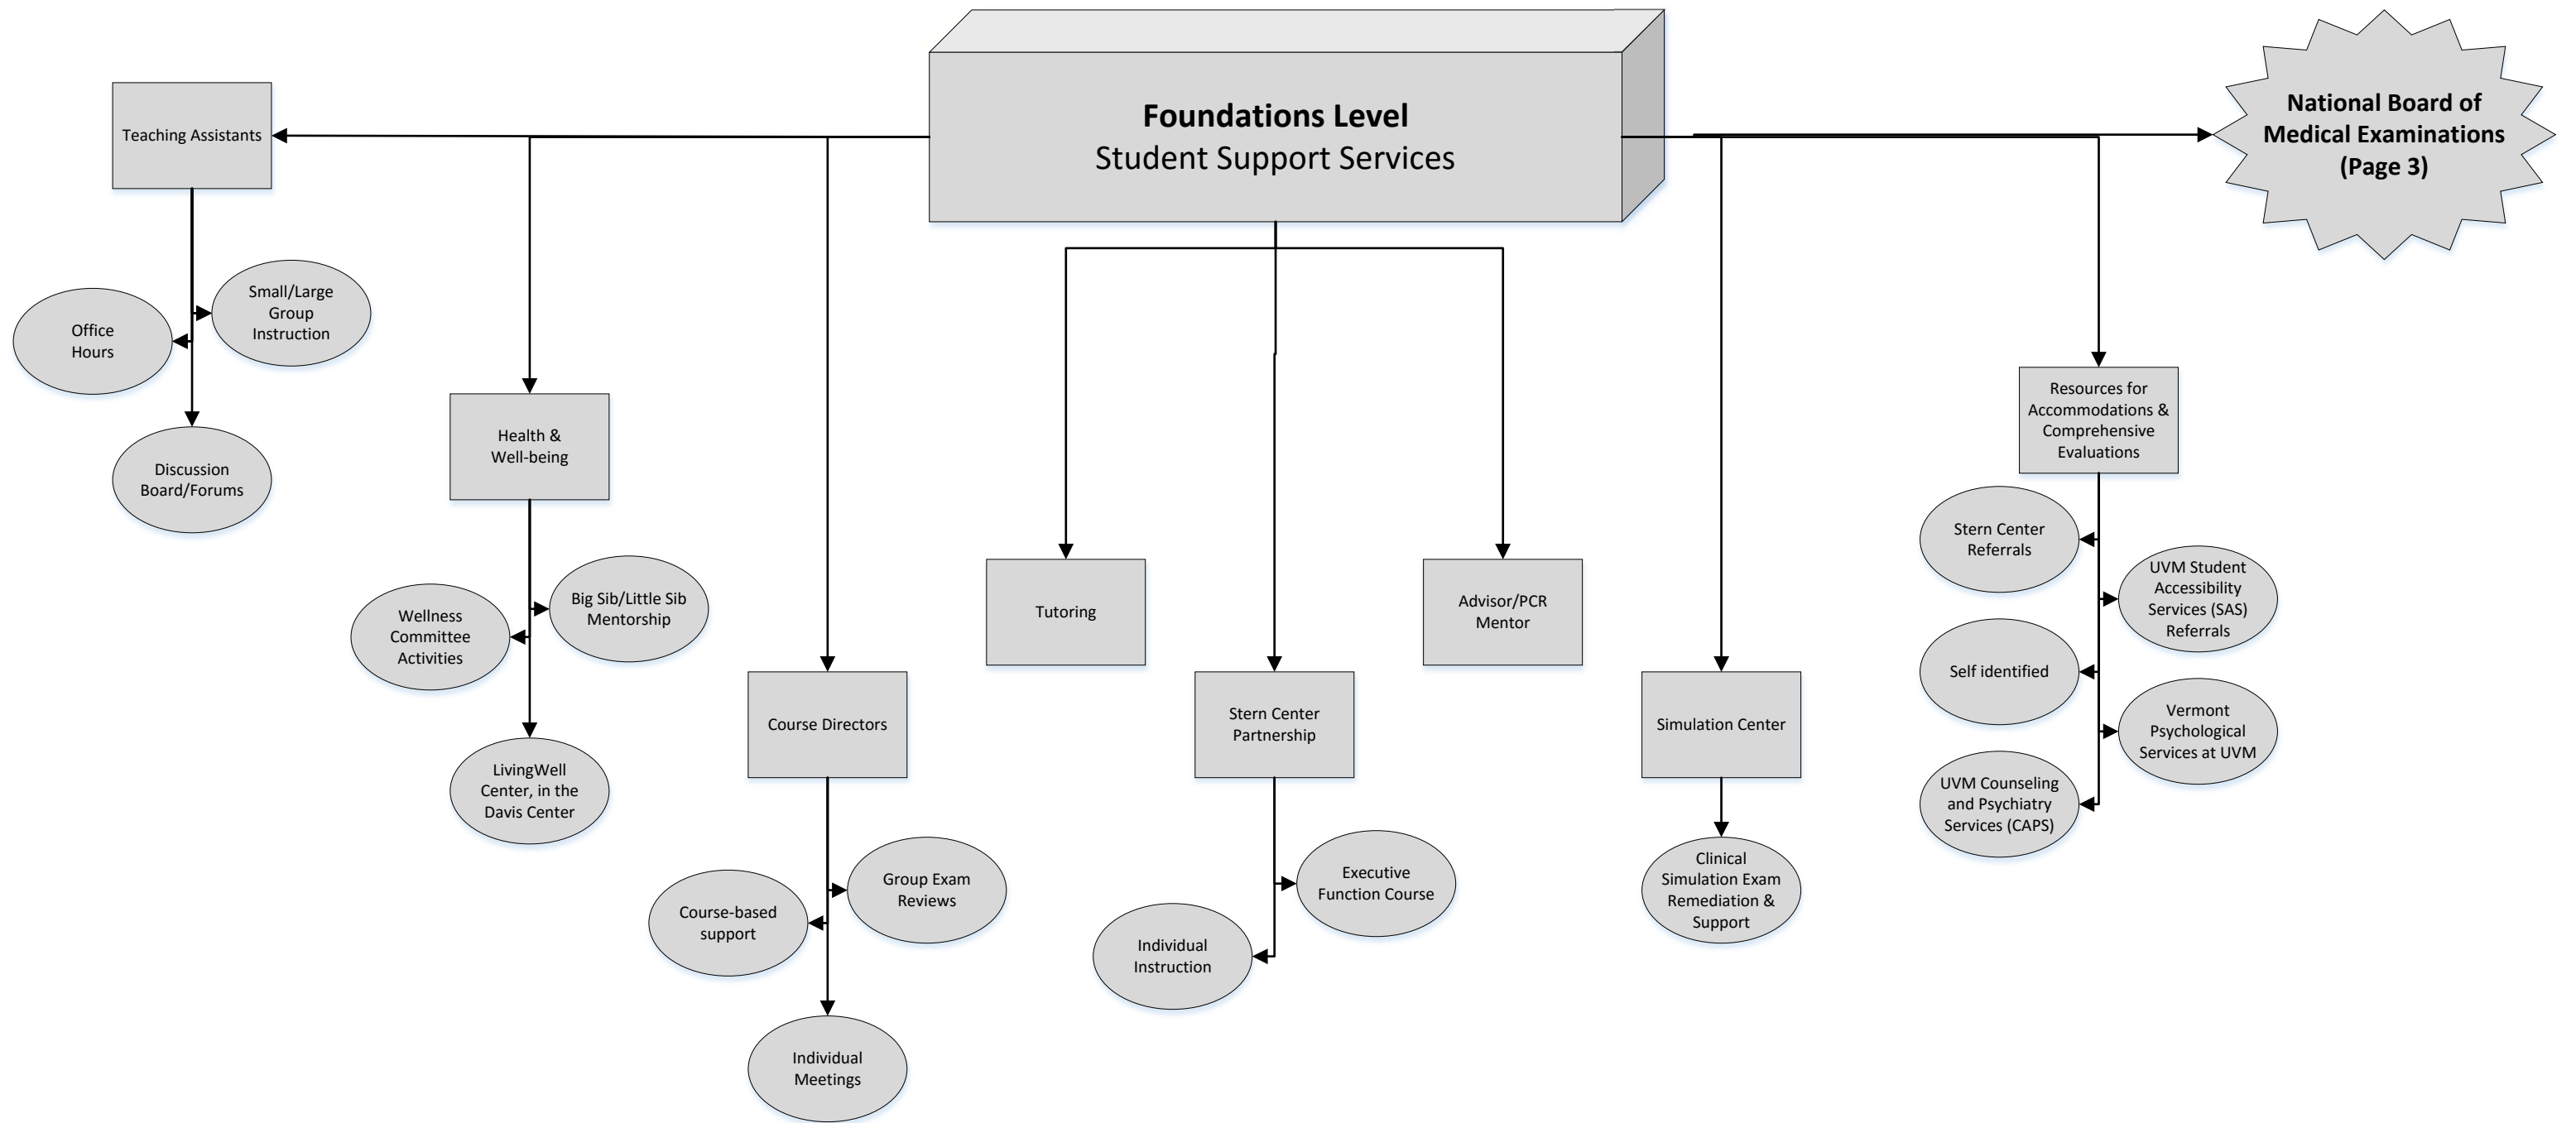 Foundations Level
Student Support Services
National Board of
Medical Examinations
(Page 3)
Teaching Assistants
Small/Large
Group
Instruction
Office
Hours
Discussion
Board/Forums
Health &
Well-being
Big Sib/Little Sib
Mentorship
Wellness
Committee
Activities
LivingWell
Center, in the
Davis Center
Course Directors
Group Exam
Reviews
Course-based
support
Individual
Meetings
Tutoring
Stern Center
Partnership
Executive
Function Course
Individual
Instruction
Advisor/PCR
Mentor
Simulation Center
Clinical
Simulation Exam
Remediation &
Support
Resources for
Accommodations &
Comprehensive
Evaluations
Stern Center
Referrals
UVM Student
Accessibility
Services (SAS)
Referrals
Self identified
Vermont
Psychological
Services at UVM
UVM Counseling
and Psychiatry
Services (CAPS)